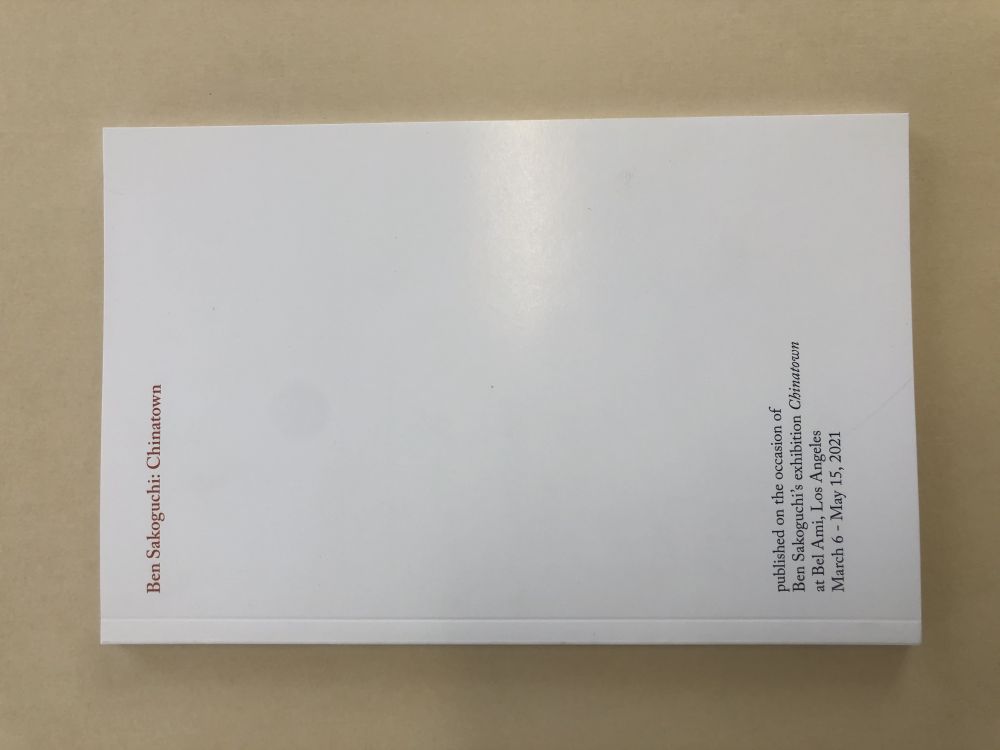 Ben Sakoguchi: Chinatown
published on the occasion of
Ben Sakoguchi's exhibition Chinatown
at Bel Ami, Los Angeles
March 6 - May 15, 2021